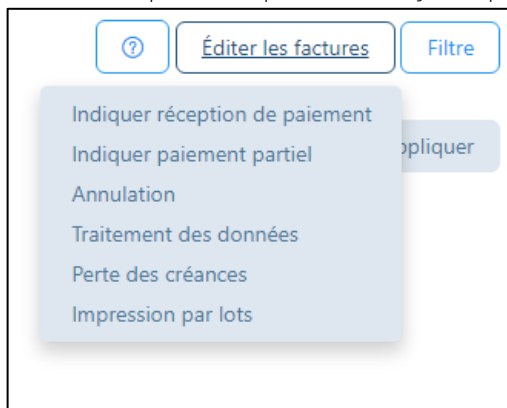 Éditer les factures
Filtre
Indiquer réception de paiement
Indiquer paiement partiel
Annulation
Traitement des données
Perte des créances
Impression par lots